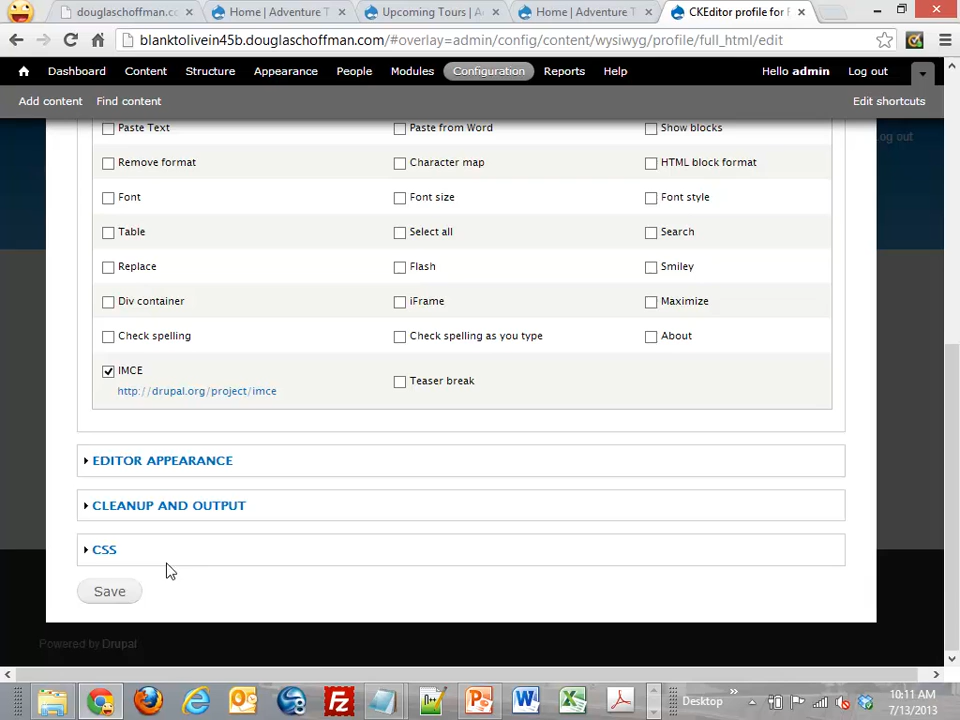 douglaschoffman.cc
Home | Adventure T
Upcoming Tours | A
Home | Adventure T
CKEditor profile for F
blanktolivein45b.douglaschoffman.com/#overlay=admin/config/content/wysiwyg/profile/full_html/edit
Dashboard Content Structure Appearance People Modules Configuration Reports Help Hello admin Log out
Add content Find content Edit shortcuts
Log out
Paste Text Paste from Word Show blocks
Remove format Character map HTML block format
Font Font size Font style
Table Select all Search
Replace Flash Smiley
Div container iFrame Maximize
Check spelling Check spelling as you type About
IMCE
http://drupal.org/project/imce
Teaser break
EDITOR APPEARANCE
CLEANUP AND OUTPUT
CSS
Save
Powered by Drupal
Desktop
10:11 AM
7/13/2013